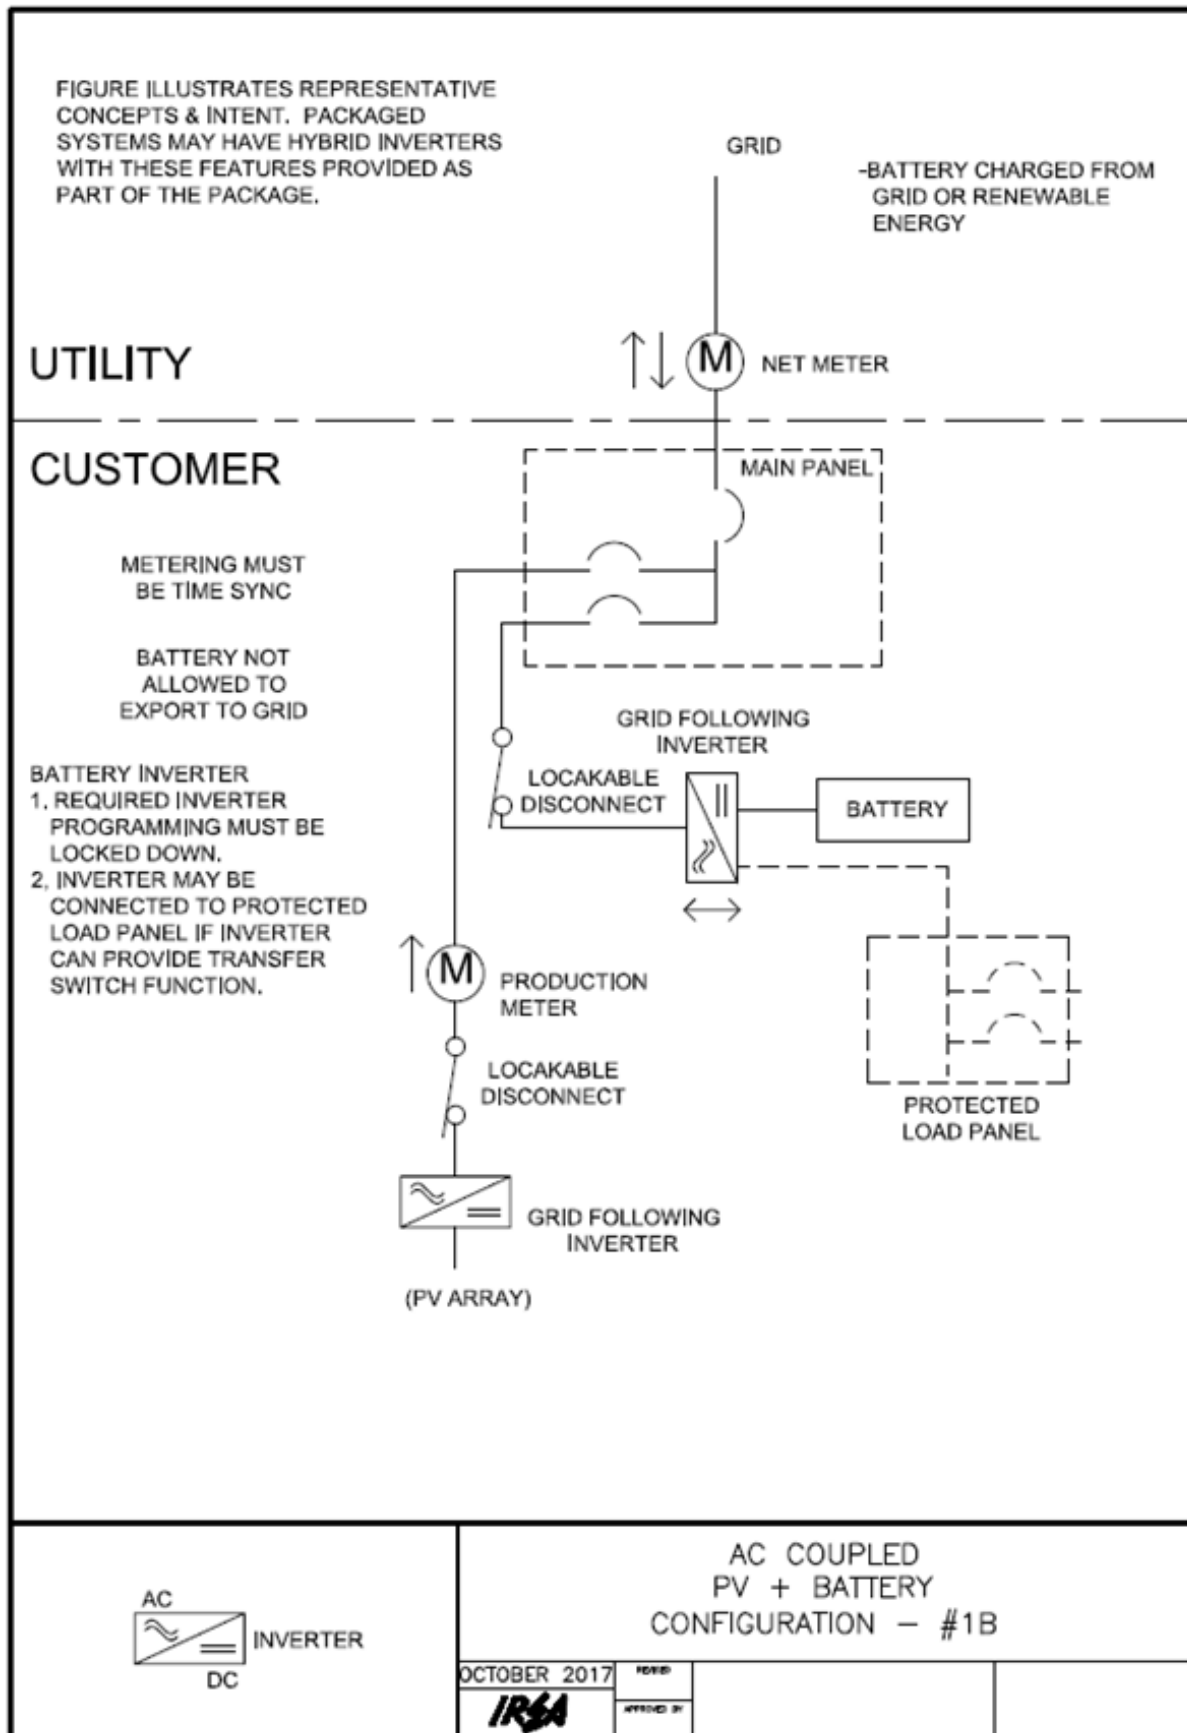 FIGURE ILLUSTRATES REPRESENTATIVE
CONCEPTS & INTENT. PACKAGED
SYSTEMS MAY HAVE HYBRID INVERTERS
WITH THESE FEATURES PROVIDED AS
PART OF THE PACKAGE.
GRID
-BATTERY CHARGED FROM
GRID OR RENEWABLE
ENERGY
UTILITY
M
NET METER
CUSTOMER
MAIN PANEL
METERING MUST
BE TIME SYNC
BATTERY NOT
ALLOWED TO
EXPORT TO GRID
GRID FOLLOWING
INVERTER
BATTERY INVERTER
1. REQUIRED INVERTER
PROGRAMMING MUST BE
LOCKED DOWN.
2. INVERTER MAY BE
CONNECTED TO PROTECTED
LOAD PANEL IF INVERTER
CAN PROVIDE TRANSFER
SWITCH FUNCTION.
LOCAKABLE
DISCONNECT
BATTERY
M
PRODUCTION
METER
LOCAKABLE
DISCONNECT
PROTECTED
LOAD PANEL
GRID FOLLOWING
INVERTER
(PV ARRAY)
AC
INVERTER
DC
AC COUPLED
PV + BATTERY
CONFIGURATION - #1B
OCTOBER 2017
REVISED
APPROVED BY